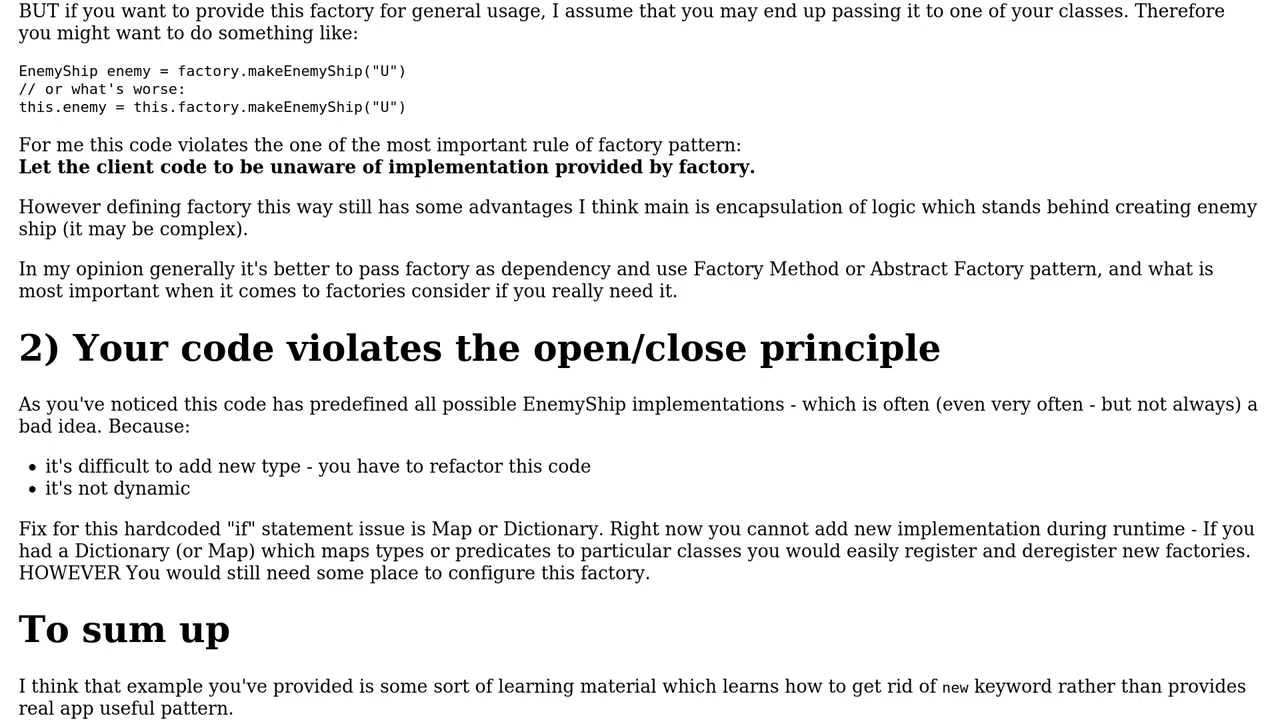 BUT if you want to provide this factory for general usage, I assume that you may end up passing it to one of your classes. Therefore
you might want to do something like:
EnemyShip enemy = factory.makeEnemyShip("U")
// or what's worse:
this.enemy = this.factory.makeEnemyShip("U")
For me this code violates the one of the most important rule of factory pattern:
Let the client code to be unaware of implementation provided by factory.
However defining factory this way still has some advantages I think main is encapsulation of logic which stands behind creating enemy
ship (it may be complex).
In my opinion generally it's better to pass factory as dependency and use Factory Method or Abstract Factory pattern, and what is
most important when it comes to factories consider if you really need it.
2) Your code violates the open/close principle
As you've noticed this code has predefined all possible EnemyShip implementations - which is often (even very often - but not always) a
bad idea. Because:
• it's difficult to add new type - you have to refactor this code
• it's not dynamic
Fix for this hardcoded "if" statement issue is Map or Dictionary. Right now you cannot add new implementation during runtime - If you
had a Dictionary (or Map) which maps types or predicates to particular classes you would easily register and deregister new factories.
HOWEVER You would still need some place to configure this factory.
To sum up
I think that example you've provided is some sort of learning material which learns how to get rid of new keyword rather than provides
real app useful pattern.